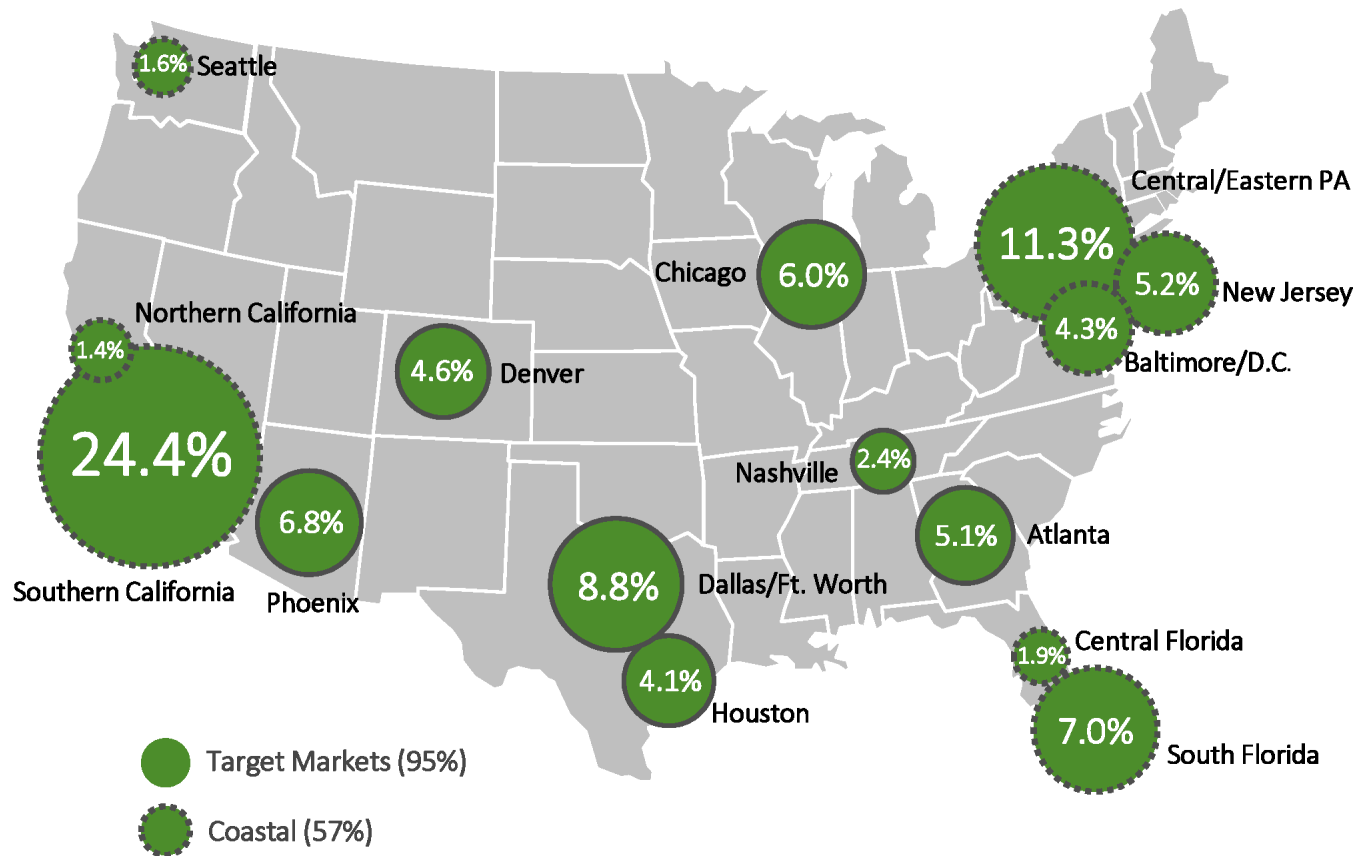 1.6% Seattle
Central/Eastern PA
11.3%
Chicago 6.0%
5.2% New Jersey
Northern California
4.3%
1.4%
Baltimore/D.C.
4.6% Denver
24.4%
2.4%
Nashville
6.8%
5.1% Atlanta
8.8% Dallas/Ft. Worth
Southern California
Phoenix
Central Florida
1.9%
4.1%
Houston
7.0%
South Florida
Target Markets (95%)
Coastal (57%)